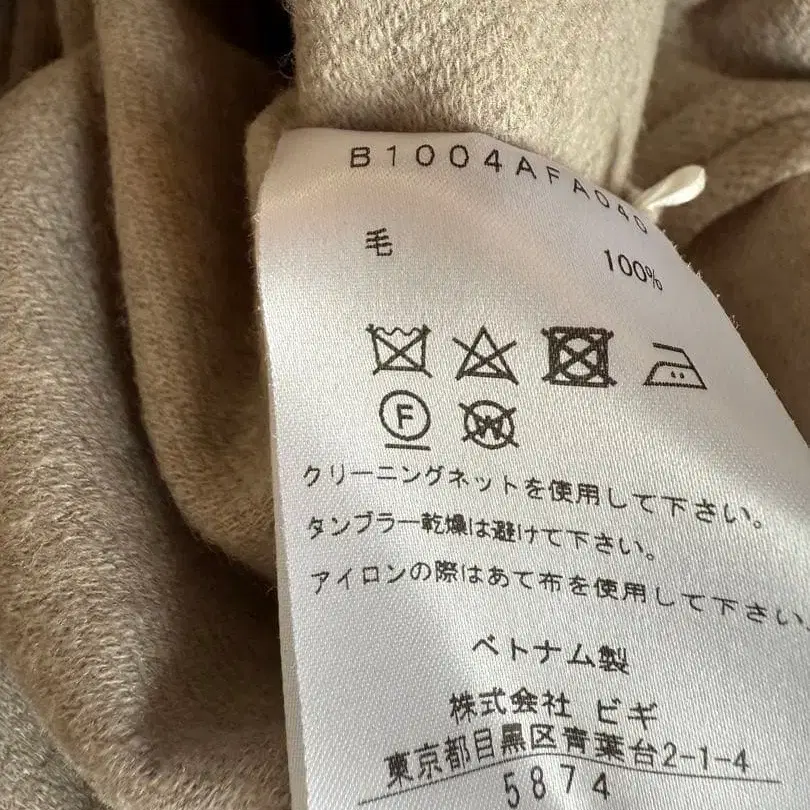 B1004AFA040
毛 100%
F W
クリーニングネットを使用して下さい。
タンブラー乾燥は避けて下さい。
アイロンの際はあて布を使用して下さい。
ベトナム製
株式会社 ビギ
東京都目黒区青葉台2-1-4
5874